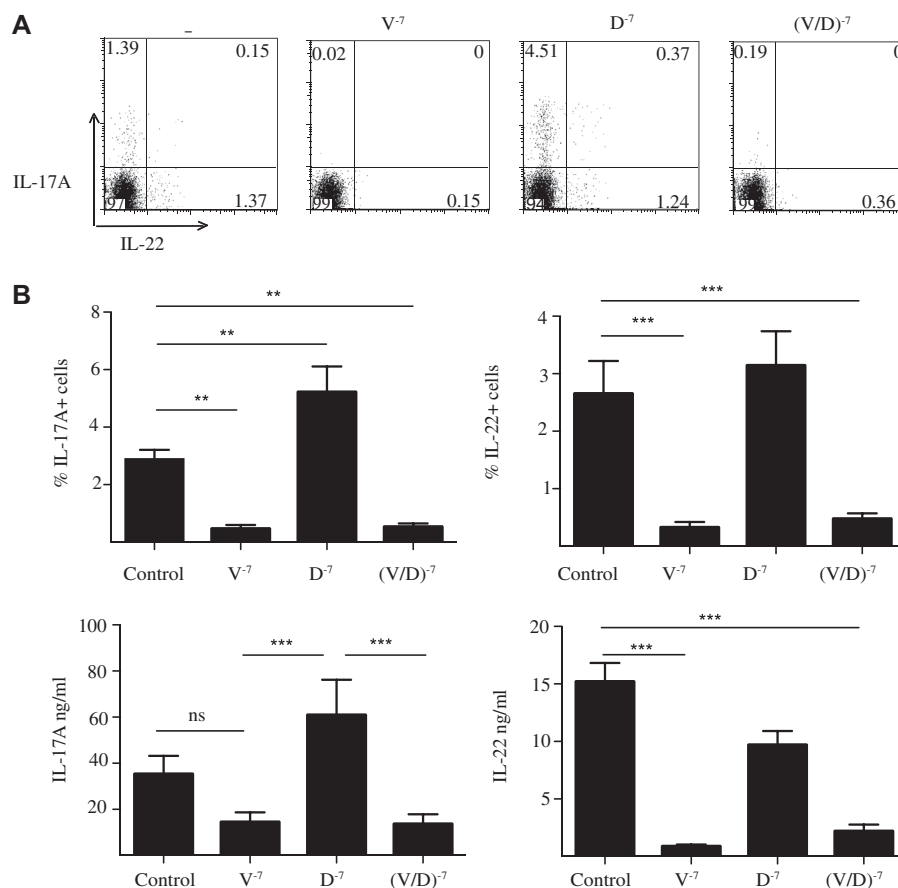 A
– V⁻⁷ D⁻⁷ (V/D)⁻⁷
1.39 0.15 0.02 0 4.51 0.37 0.19 0
IL-17A
97 1.37 99 0.15 94 1.24 99 0.36
IL-22
B
** ***
** ***
**
8
6
4
2
% IL-17A+ cells
Control V⁻⁷ D⁻⁷ (V/D)⁻⁷
4
3
2
1
% IL-22+ cells
Control V⁻⁷ D⁻⁷ (V/D)⁻⁷
100
80
60
40
20
IL-17A ng/ml
ns *** ***
Control V⁻⁷ D⁻⁷ (V/D)⁻⁷
20
15
10
5
IL-22 ng/ml
***
***
Control V⁻⁷ D⁻⁷ (V/D)⁻⁷